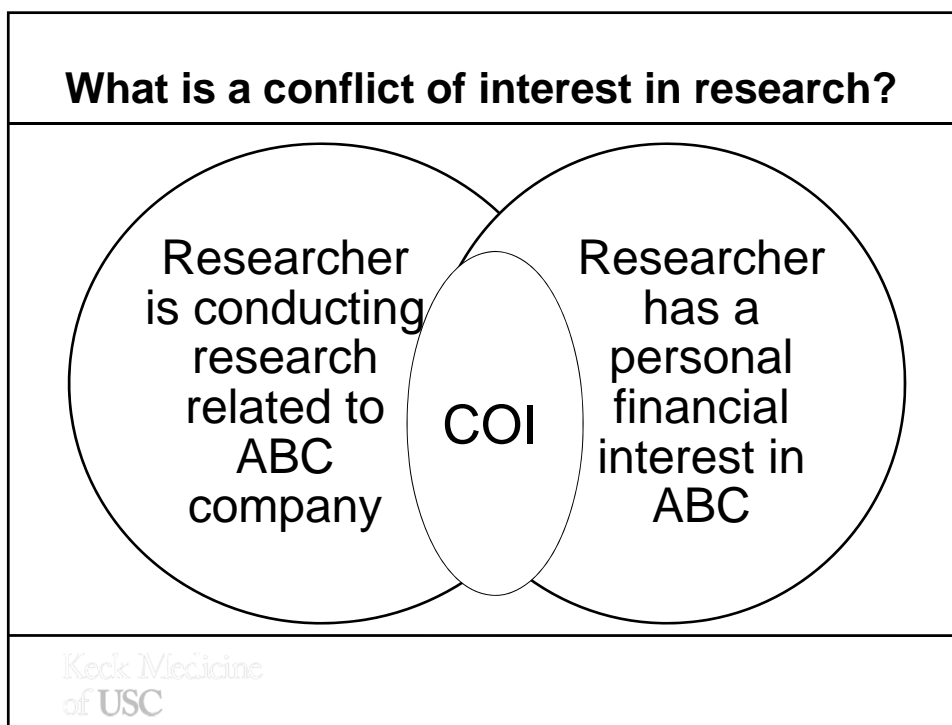 What is a conflict of interest in research?
Researcher
is conducting
research
related to
ABC
company
COI
Researcher
has a
personal
financial
interest in
ABC
Keck Medicine
of USC